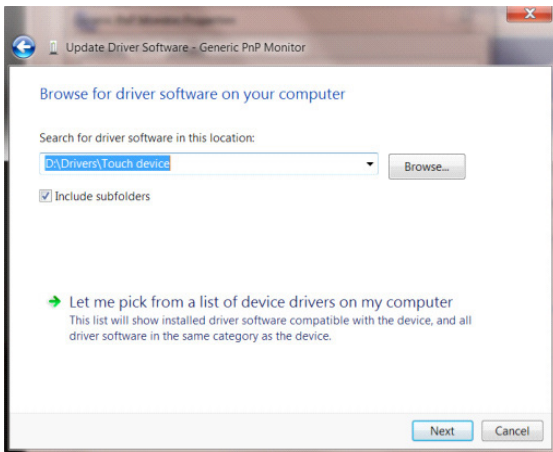 Update Driver Software - Generic PnP Monitor
Browse for driver software on your computer
Search for driver software in this location:
D:\Drivers\Touch device
Browse...
Include subfolders
Let me pick from a list of device drivers on my computer
This list will show installed driver software compatible with the device, and all
driver software in the same category as the device.
Next
Cancel